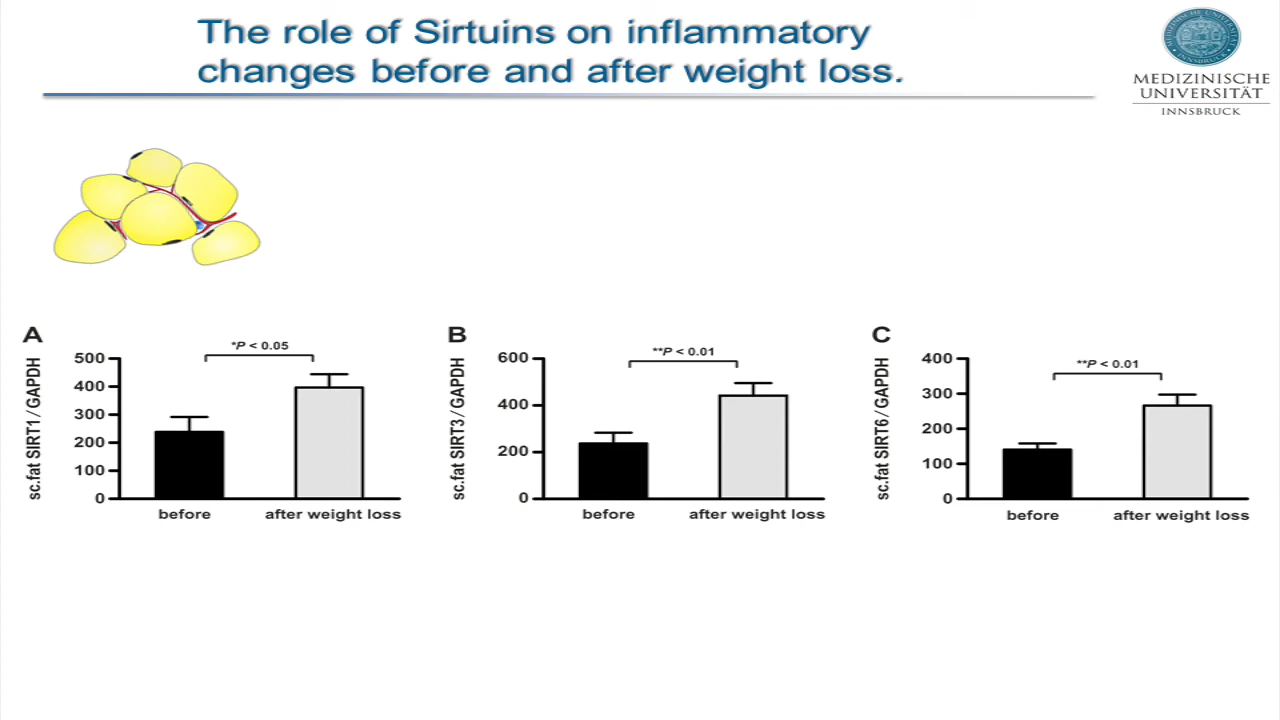 The role of Sirtuins on inflammatory
changes before and after weight loss.
MEDIZINISCHE
UNIVERSITÄT
INNSBRUCK
A
sc.fat SIRT1 / GAPDH
500
400
300
200
100
0
*P < 0.05
before
after weight loss
B
sc.fat SIRT3 / GAPDH
600
400
200
0
**P < 0.01
before
after weight loss
C
sc.fat SIRT6 / GAPDH
400
300
200
100
0
**P < 0.01
before
after weight loss